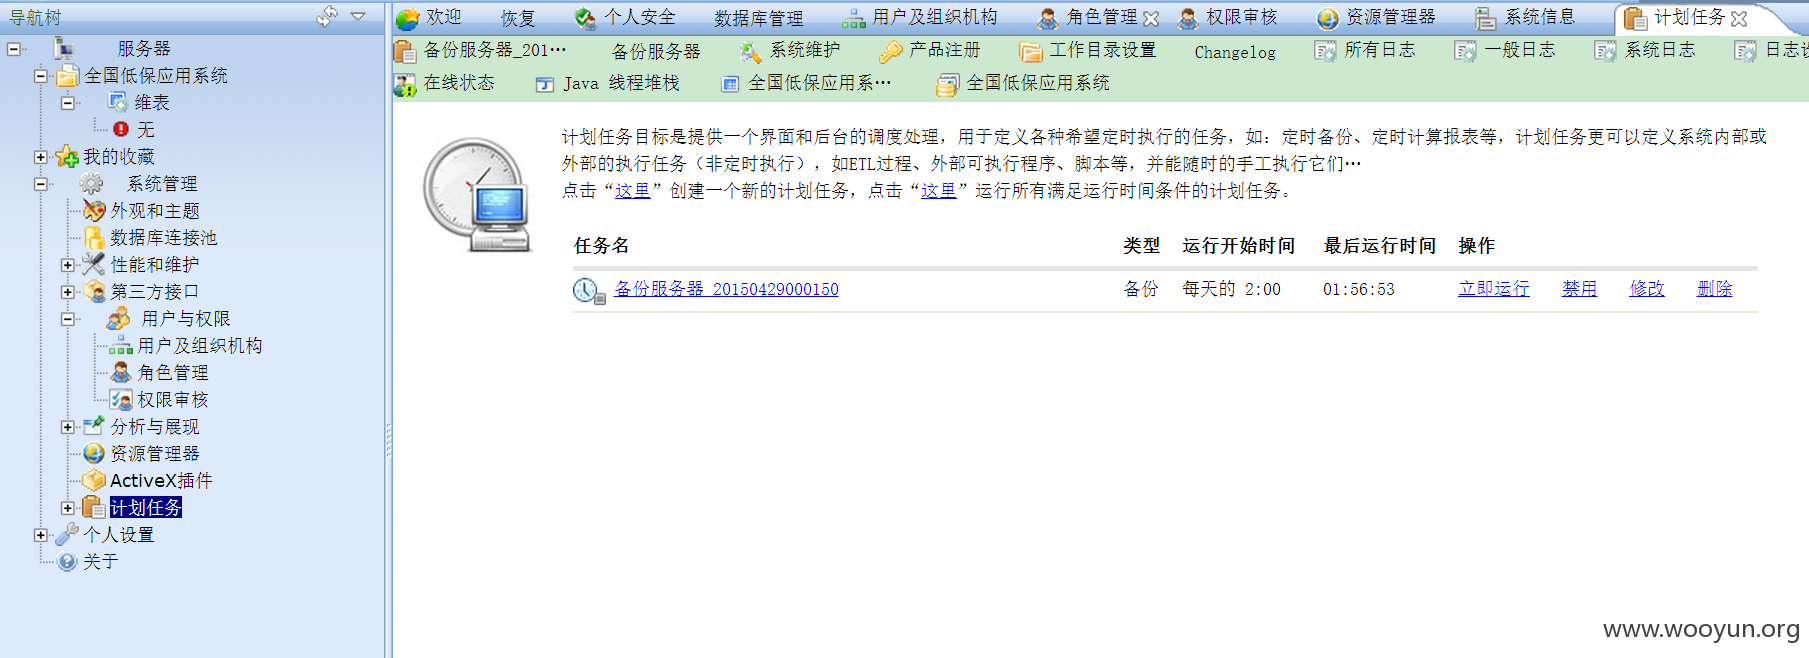 导航树
服务器
全国低保应用系统
维表
无
我的收藏
系统管理
外观和主题
数据库连接池
性能和维护
第三方接口
用户与权限
用户及组织机构
角色管理
权限审核
分析与展现
资源管理器
ActiveX插件
计划任务
个人设置
关于
欢迎 恢复 个人安全 数据库管理 用户及组织机构 角色管理 权限审核 资源管理器 系统信息 计划任务
备份服务器_201… 备份服务器 系统维护 产品注册 工作目录设置 Changelog 所有日志 一般日志 系统日志 日志设
在线状态 Java 线程堆栈 全国低保应用系… 全国低保应用系统
计划任务目标是提供一个界面和后台的调度处理，用于定义各种希望定时执行的任务，如：定时备份、定时计算报表等，计划任务更可以定义系统内部或
外部的执行任务（非定时执行），如ETL过程、外部可执行程序、脚本等，并能随时的手工执行它们…
点击“这里”创建一个新的计划任务，点击“这里”运行所有满足运行时间条件的计划任务。
任务名 类型 运行开始时间 最后运行时间 操作
备份服务器_20150429000150 备份 每天的 2:00 01:56:53 立即运行 禁用 修改 删除
www.wooyun.org